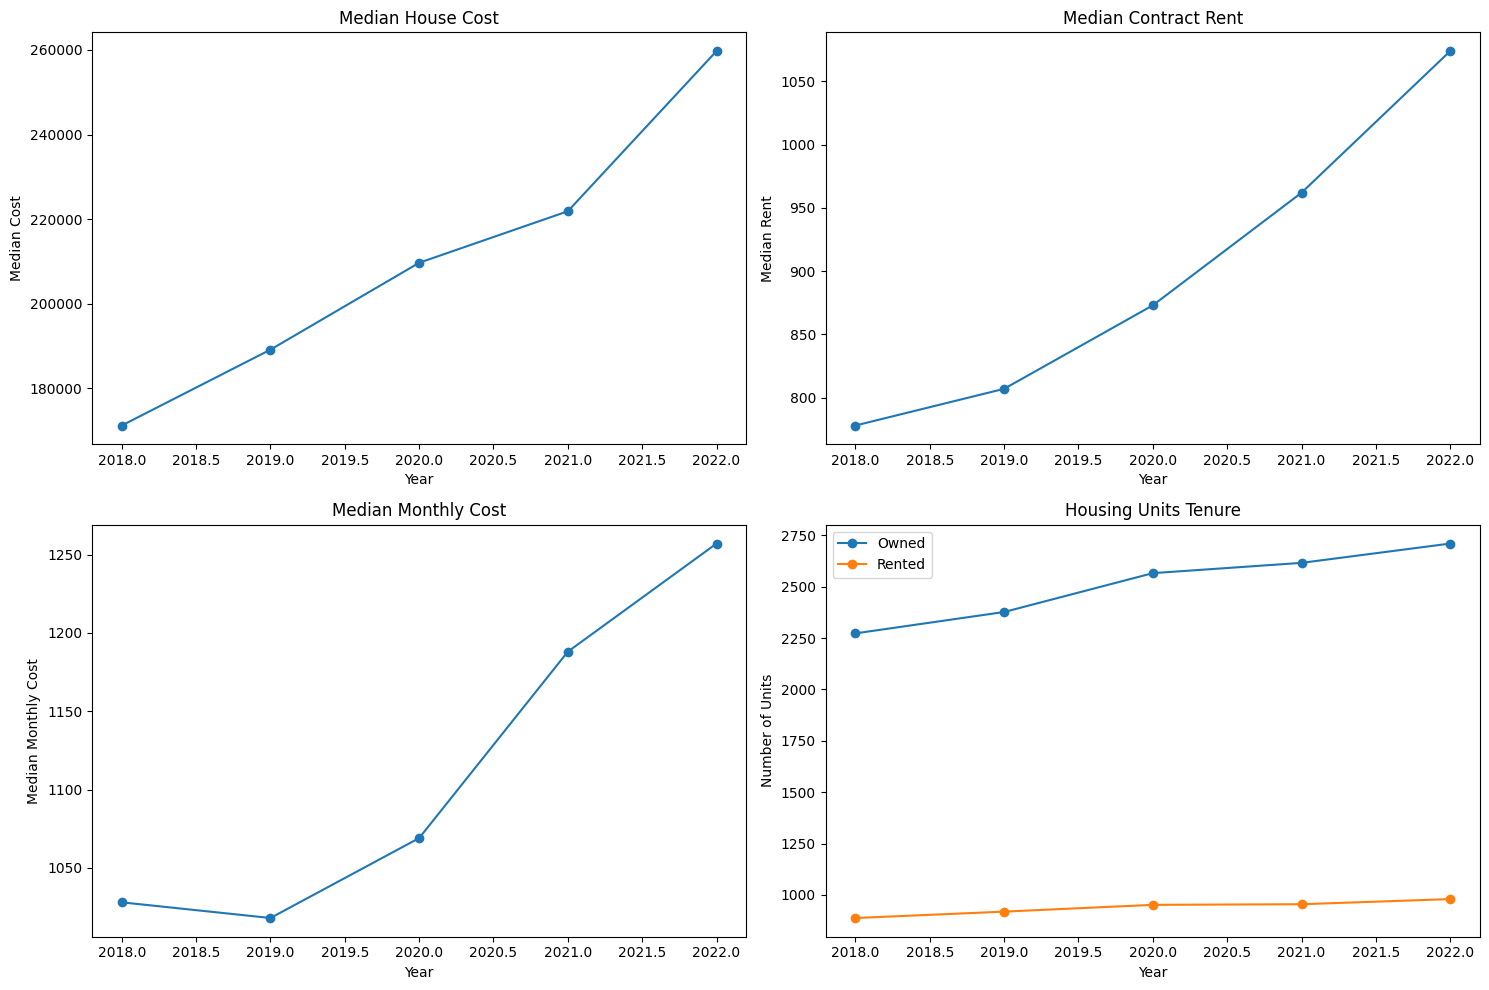 Median House Cost
260000
240000
220000
200000
180000
Median Cost
2018.0 2018.5 2019.0 2019.5 2020.0 2020.5 2021.0 2021.5 2022.0
Year
Median Contract Rent
1050
1000
950
900
850
800
Median Rent
2018.0 2018.5 2019.0 2019.5 2020.0 2020.5 2021.0 2021.5 2022.0
Year
Median Monthly Cost
1250
1200
1150
1100
1050
Median Monthly Cost
2018.0 2018.5 2019.0 2019.5 2020.0 2020.5 2021.0 2021.5 2022.0
Year
Housing Units Tenure
Owned
Rented
2750
2500
2250
2000
1750
1500
1250
1000
Number of Units
2018.0 2018.5 2019.0 2019.5 2020.0 2020.5 2021.0 2021.5 2022.0
Year